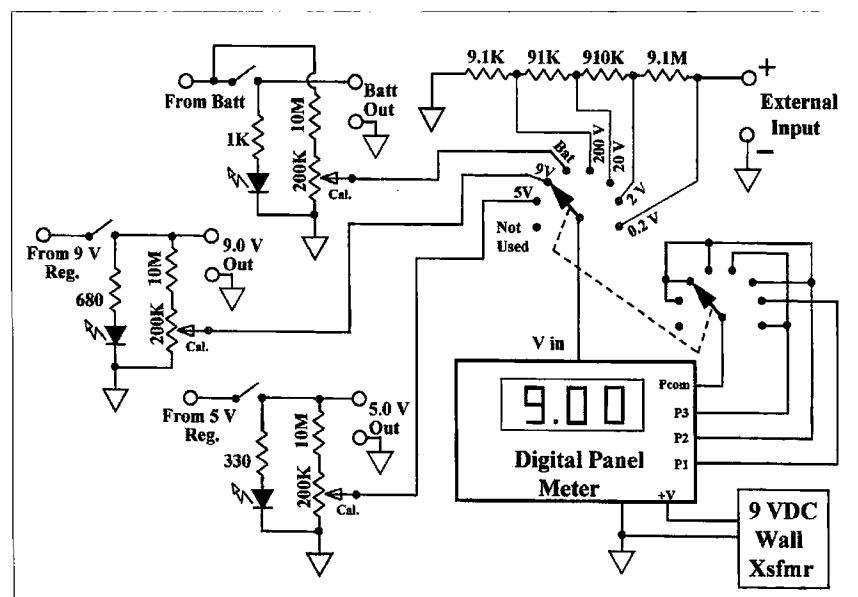 9.1K 91K 910K 9.1M
+
External
Input
−
From Batt
Batt
Out
1K
10M
200K
Cal.
Bat
200 V
20 V
2 V
0.2 V
9V
5V
Not
Used
From 9 V
Reg.
9.0 V
Out
680
10M
200K
Cal.
V in
From 5 V
Reg.
5.0 V
Out
330
10M
200K
Cal.
9.00
Digital Panel
Meter
Pcom
P3
P2
P1
+V
9 VDC
Wall
Xsfmr